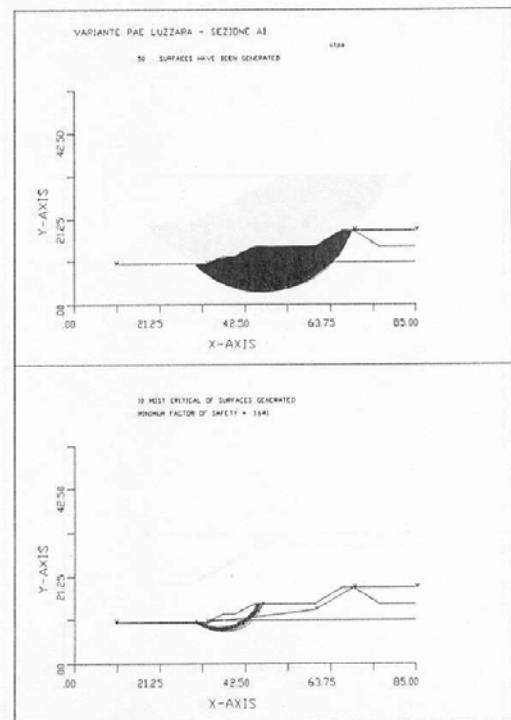 VARIANTE PAE LUZZARA - SEZIONE A1
50 SURFACES HAVE BEEN GENERATED
42.50
21.25
.00
Y-AXIS
.00 21.25 42.50 63.75 85.00
X-AXIS
10 MOST CRITICAL OF SURFACES GENERATED
MINIMUM FACTOR OF SAFETY = 1.641
42.50
21.25
.00
Y-AXIS
.00 21.25 42.50 63.75 85.00
X-AXIS